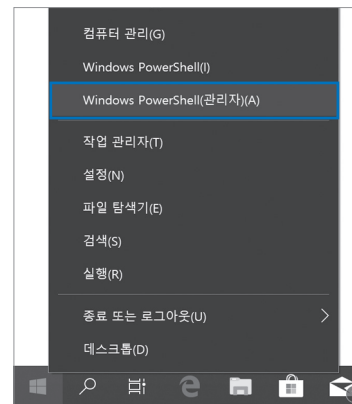 컴퓨터 관리(G)
Windows PowerShell(I)
Windows PowerShell(관리자)(A)
작업 관리자(T)
설정(N)
파일 탐색기(E)
검색(S)
실행(R)
종료 또는 로그아웃(U)
데스크톱(D)